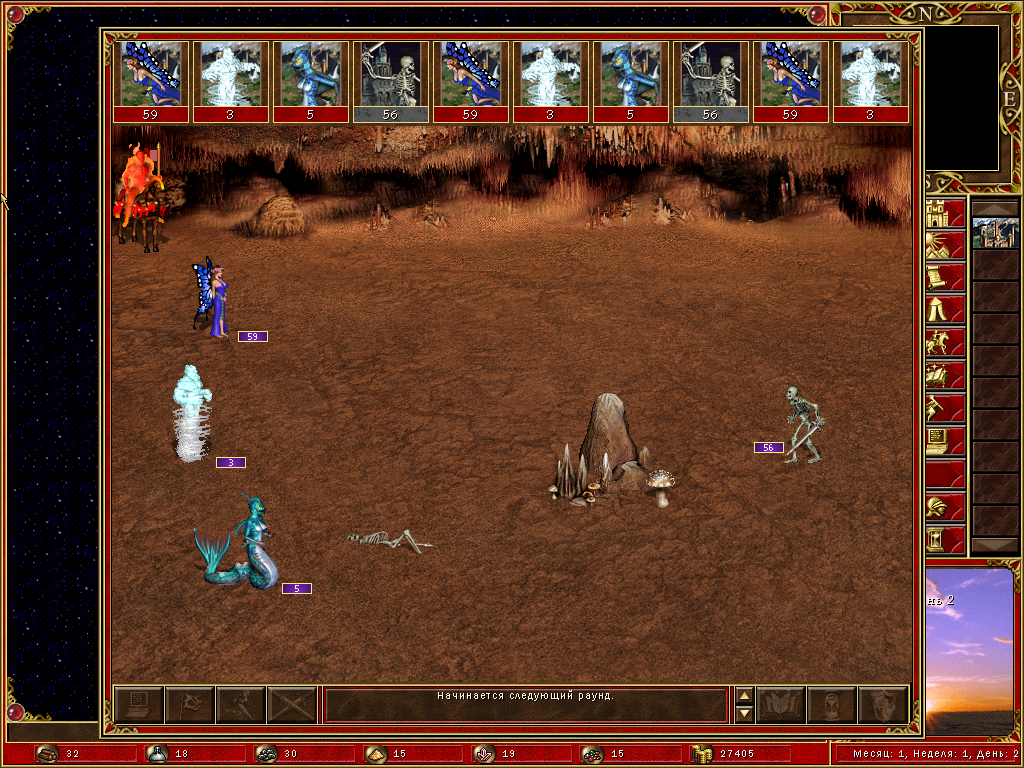 N
59 3 5 56 59 3 5 56 59 3
E
59
56
3
5
нь 2
Начинается следующий раунд.
32 18 30 15 19 15 27405 Месяц: 1, Неделя: 1, День: 2